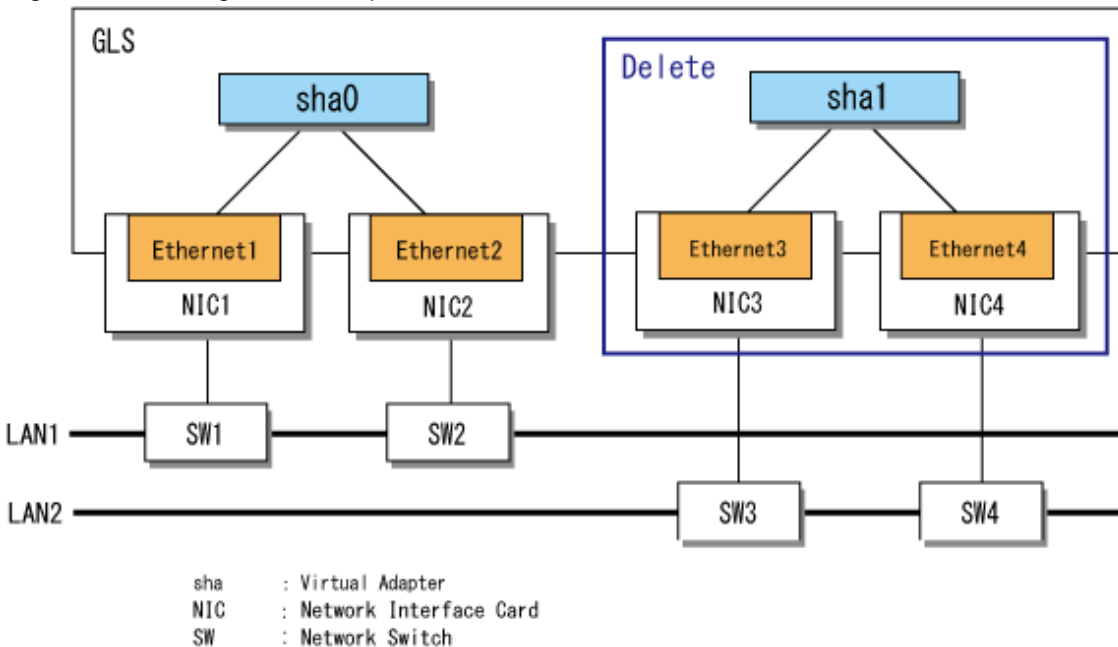 GLS
Delete
sha0
sha1
Ethernet1
Ethernet2
Ethernet3
Ethernet4
NIC1
NIC2
NIC3
NIC4
LAN1
SW1
SW2
LAN2
SW3
SW4
sha : Virtual Adapter
NIC : Network Interface Card
SW : Network Switch